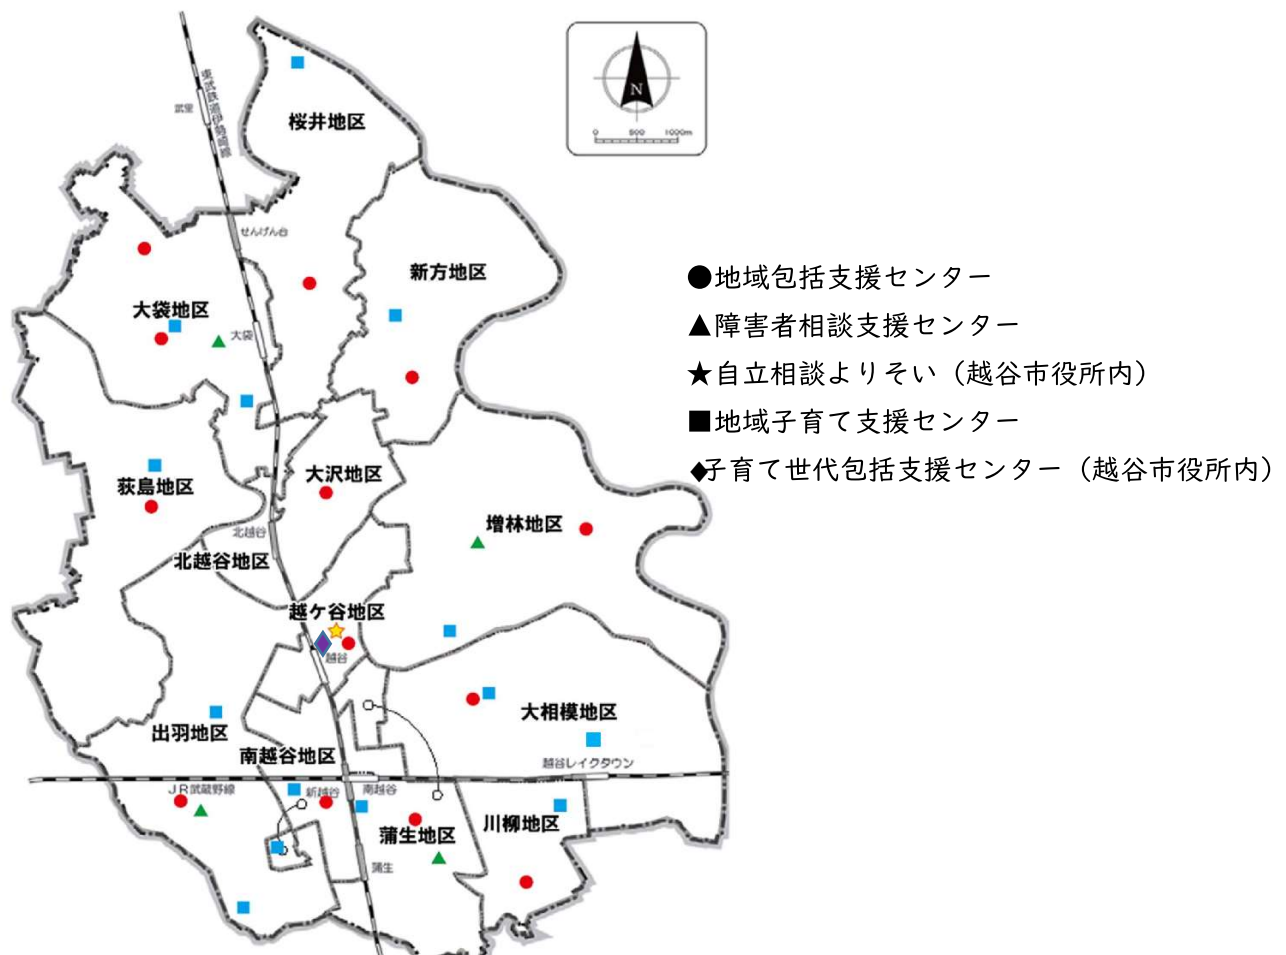 桜井地区
N
0 500 1000m
武里
東武鉄道伊勢崎線
せんげん台
新方地区
大袋地区
大袋
大沢地区
荻島地区
増林地区
北越谷
北越谷地区
越ケ谷地区
越谷
大相模地区
出羽地区
南越谷地区
越谷レイクタウン
JR武蔵野線
新越谷
南越谷
川柳地区
蒲生地区
蒲生
●地域包括支援センター
▲障害者相談支援センター
★自立相談よりそい（越谷市役所内）
■地域子育て支援センター
◆子育て世代包括支援センター（越谷市役所内）